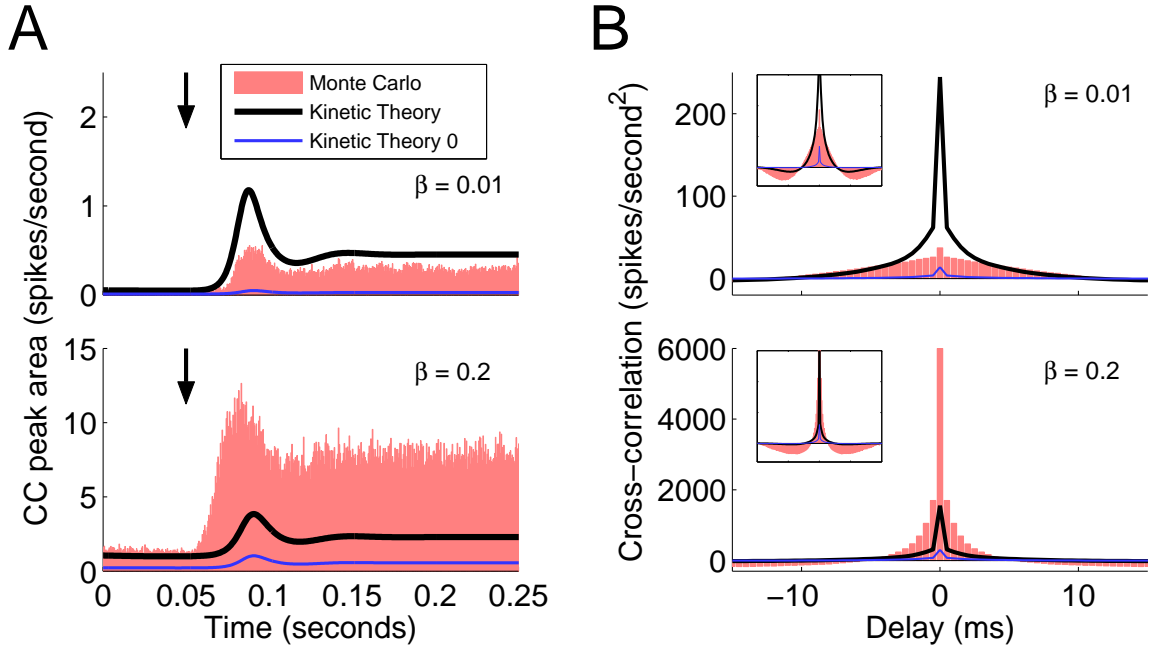 A
CC peak area (spikes/second)
Monte Carlo
Kinetic Theory
Kinetic Theory 0
β = 0.01
2
1
0
β = 0.2
15
10
5
0
0
0.05
0.1
0.15
0.2
0.25
Time (seconds)
B
Cross−correlation (spikes/second²)
β = 0.01
200
100
0
β = 0.2
6000
4000
2000
0
−10
0
10
Delay (ms)